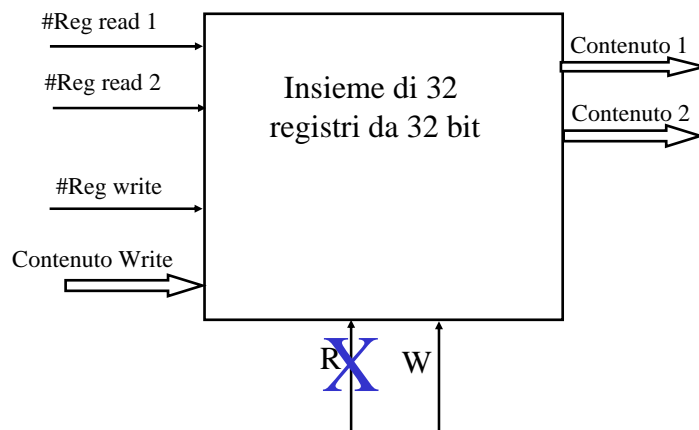 #Reg read 1
#Reg read 2
#Reg write
Contenuto Write
Insieme di 32
registri da 32 bit
Contenuto 1
Contenuto 2
R
X
W